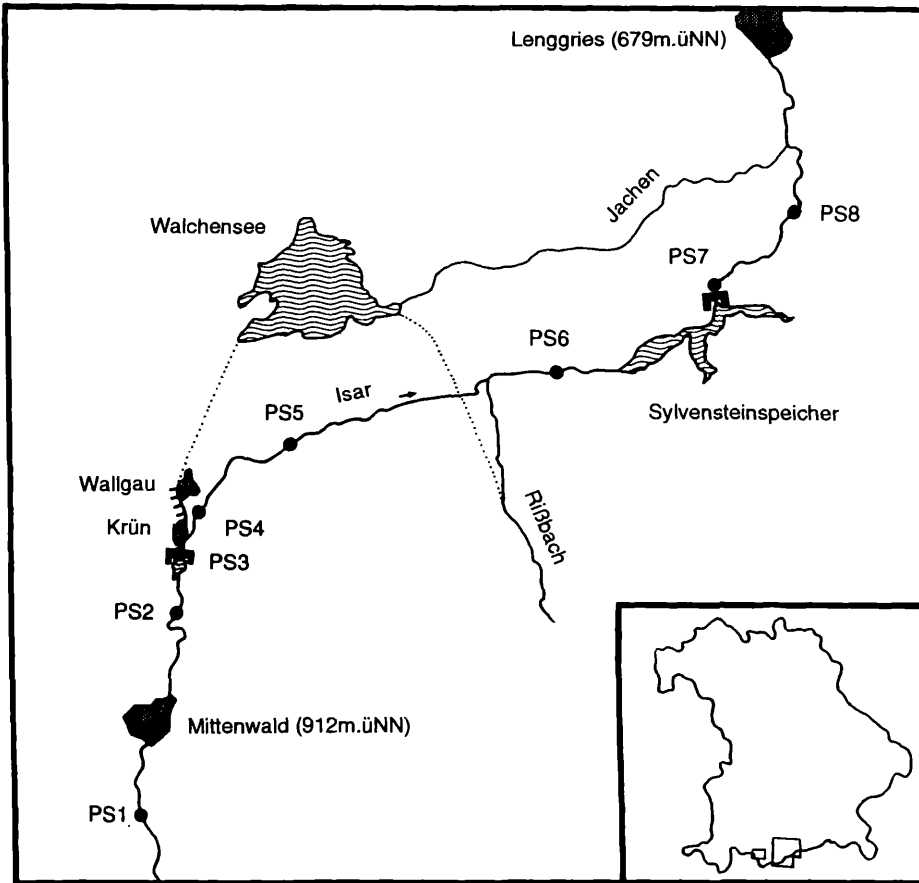 Lenggries (679m.üNN)
Jachen
Walchensee
PS8
PS7
PS6
Isar
PS5
Sylvensteinspeicher
Wallgau
Krün
PS4
Rißbach
PS3
PS2
Mittenwald (912m.üNN)
PS1